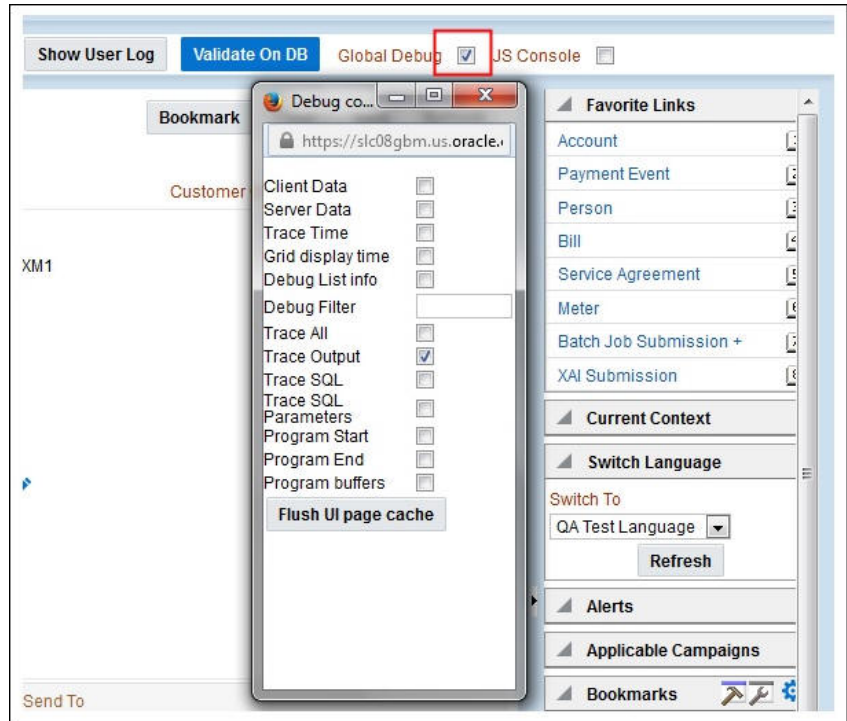 Show User Log Validate On DB Global Debug JS Console
Bookmark
Customer
XM1
Send To
Debug co...
https://slc08gbm.us.oracle.
Client Data
Server Data
Trace Time
Grid display time
Debug List info
Debug Filter
Trace All
Trace Output
Trace SQL
Trace SQL
Parameters
Program Start
Program End
Program buffers
Flush UI page cache
Favorite Links
Account
Payment Event
Person
Bill
Service Agreement
Meter
Batch Job Submission +
XAI Submission
Current Context
Switch Language
Switch To
QA Test Language
Refresh
Alerts
Applicable Campaigns
Bookmarks